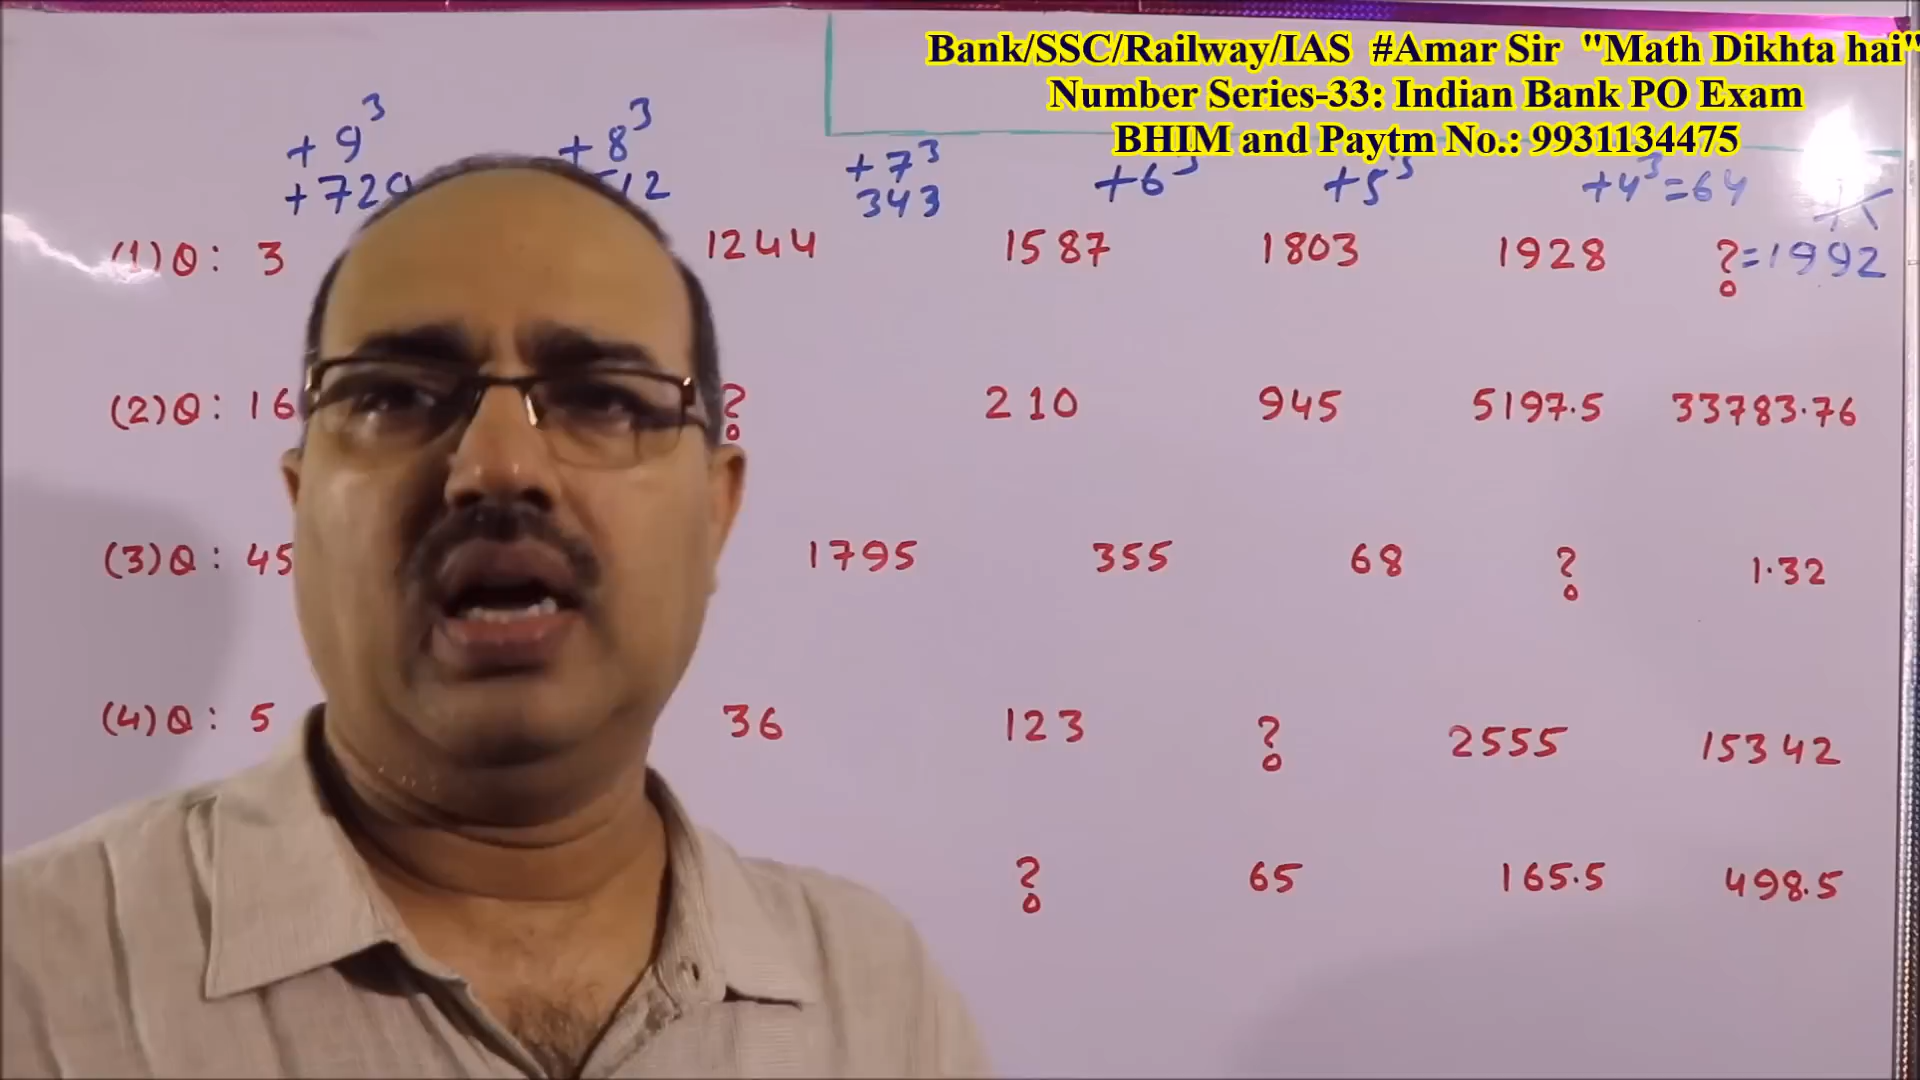 Bank/SSC/Railway/IAS #Amar Sir "Math Dikhta hai"
Number Series-33: Indian Bank PO Exam
BHIM and Paytm No.: 9931134475
+9³ +8³ +7³ +6³ +5³ +4³=64
+729 512 343
(1)Q: 3 1244 1587 1803 1928 ?=1992
(2)Q: 16 ? 210 945 5197.5 33783.76
(3)Q: 45 1795 355 68 ? 1.32
(4)Q: 5 36 123 ? 2555 15342
? 65 165.5 498.5